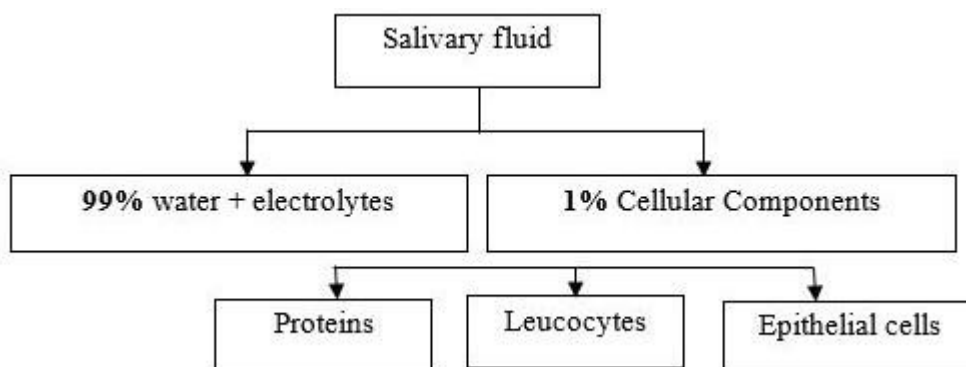 Salivary fluid
99% water + electrolytes
1% Cellular Components
Proteins
Leucocytes
Epithelial cells